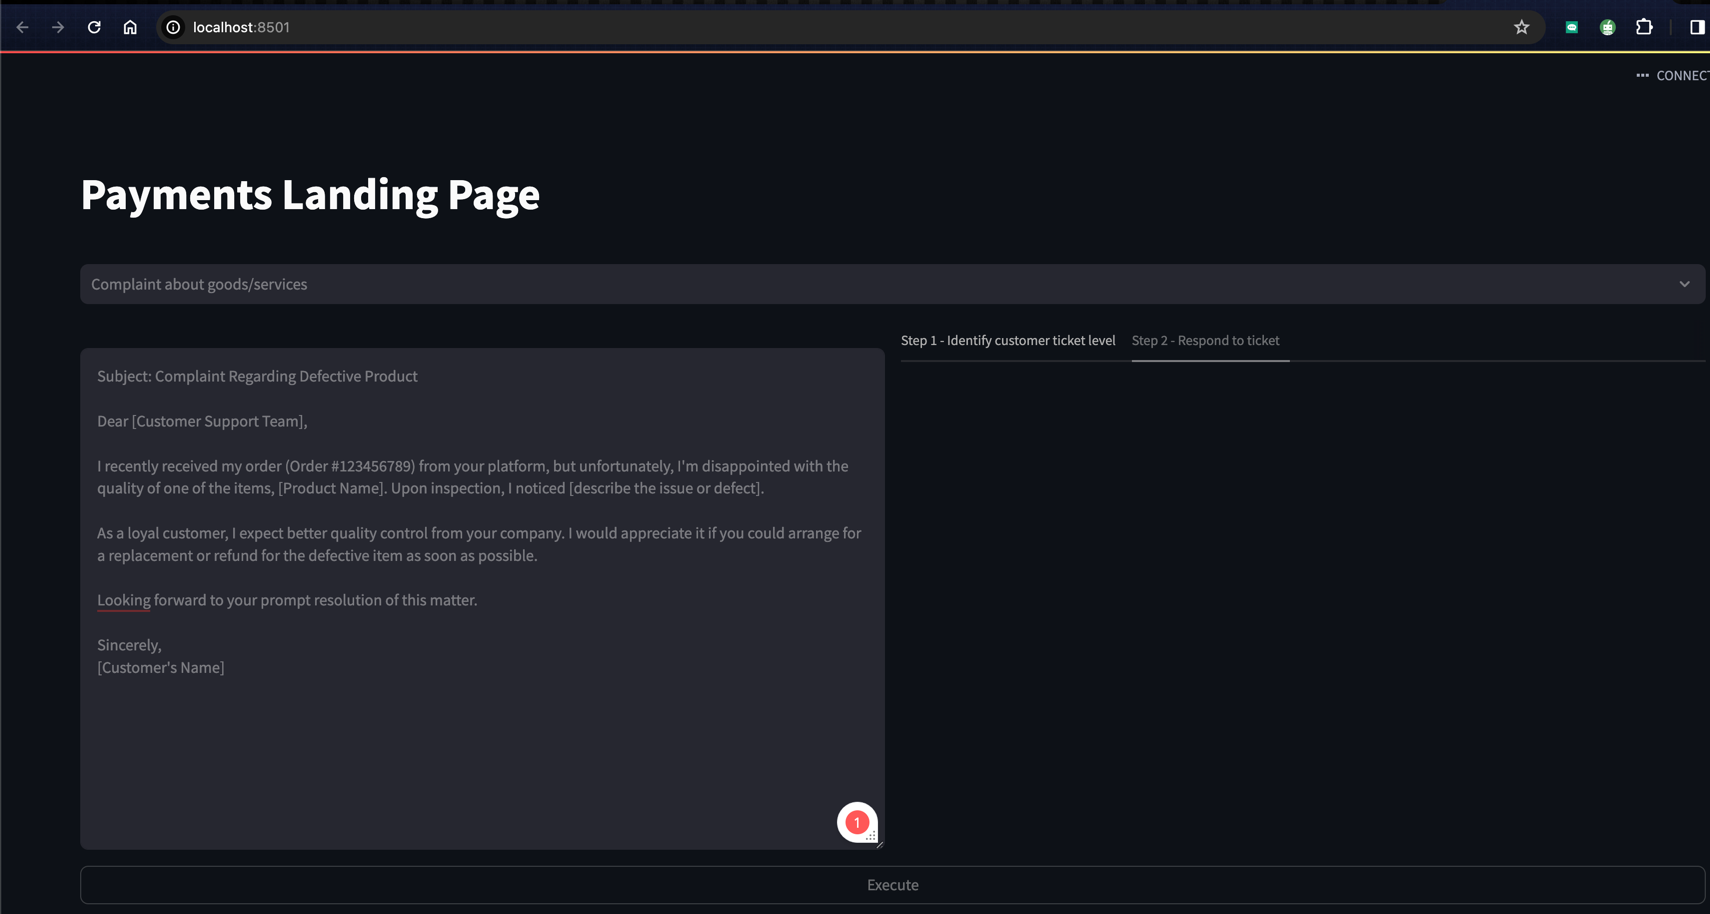 localhost:8501
CONNECT
Payments Landing Page
Complaint about goods/services
Step 1 - Identify customer ticket level
Step 2 - Respond to ticket
Subject: Complaint Regarding Defective Product
Dear [Customer Support Team],
I recently received my order (Order #123456789) from your platform, but unfortunately, I'm disappointed with the
quality of one of the items, [Product Name]. Upon inspection, I noticed [describe the issue or defect].
As a loyal customer, I expect better quality control from your company. I would appreciate it if you could arrange for
a replacement or refund for the defective item as soon as possible.
Looking forward to your prompt resolution of this matter.
Sincerely,
[Customer's Name]
1
Execute